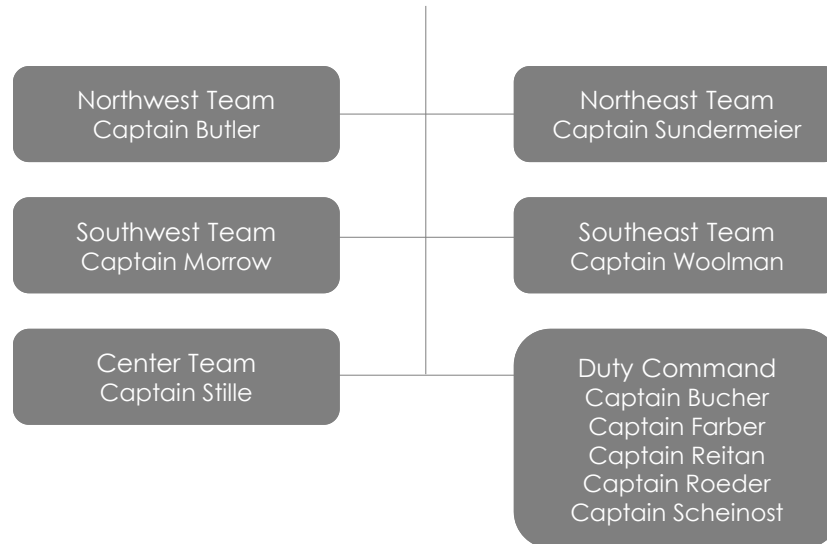 Northwest Team
Captain Butler
Northeast Team
Captain Sundermeier
Southwest Team
Captain Morrow
Southeast Team
Captain Woolman
Center Team
Captain Stille
Duty Command
Captain Bucher
Captain Farber
Captain Reitan
Captain Roeder
Captain Scheinost